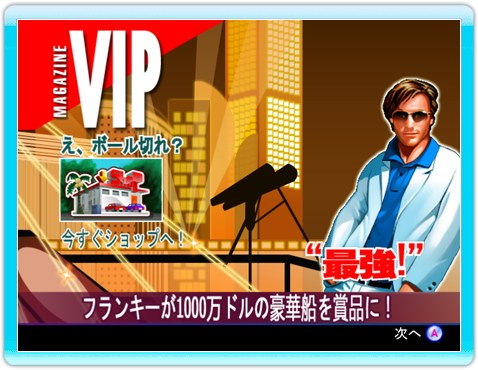 MAGAZINE
VIP
え、ボール切れ?
今すぐショップへ!
“最強!”
フランキーが1000万ドルの豪華船を賞品に!
次へ A